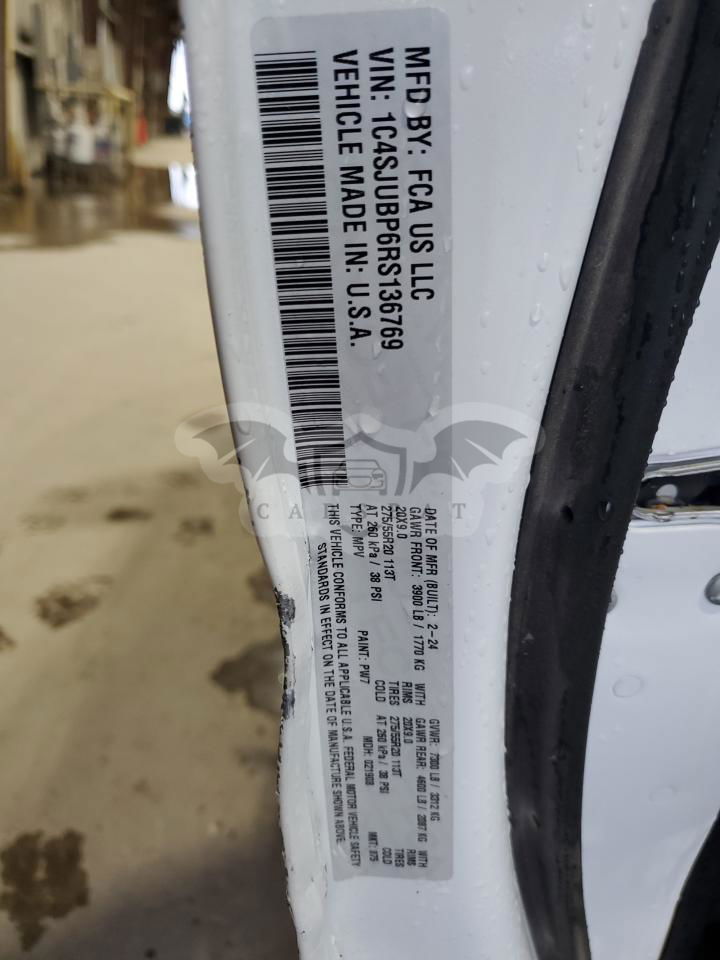 MFD BY: FCA US LLC
VIN: 1C4SJUBP6RS136769
VEHICLE MADE IN: U.S.A.
DATE OF MFR (BUILT): 2-24 GVWR: 7300 LB / 3312 KG
GAWR FRONT: 3900 LB / 1770 KG WITH GAWR REAR: 4600 LB / 2087 KG WITH
20X9.0 RIMS 20X9.0 RIMS
275/55R20 113T TIRES 275/55R20 113T TIRES
AT 260 kPa / 38 PSI COLD AT 260 kPa / 38 PSI COLD
TYPE: MPV PAINT: PW7 MDH: 021908 MKT:
THIS VEHICLE CONFORMS TO ALL APPLICABLE U.S.A. FEDERAL MOTOR VEHICLE SAFETY
STANDARDS IN EFFECT ON THE DATE OF MANUFACTURE SHOWN ABOVE.